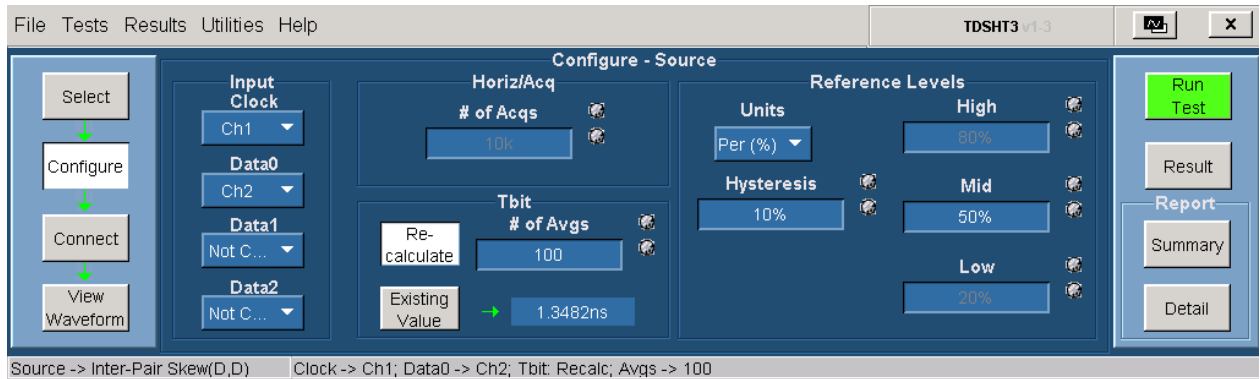 File Tests Results Utilities Help
TDSHT3 v1-3
x
Select
Configure
Connect
View
Waveform
Configure - Source
Input
Clock
Ch1
Data0
Ch2
Data1
Not C...
Data2
Not C...
Horiz/Acq
# of Acqs
10k
Tbit
Re-
calculate
# of Avgs
100
Existing
Value
1.3482ns
Reference Levels
Units
Per (%)
Hysteresis
10%
High
80%
Mid
50%
Low
20%
Run
Test
Result
Report
Summary
Detail
Source -> Inter-Pair Skew(D,D)
Clock -> Ch1; Data0 -> Ch2; Tbit: Recalc; Avgs -> 100